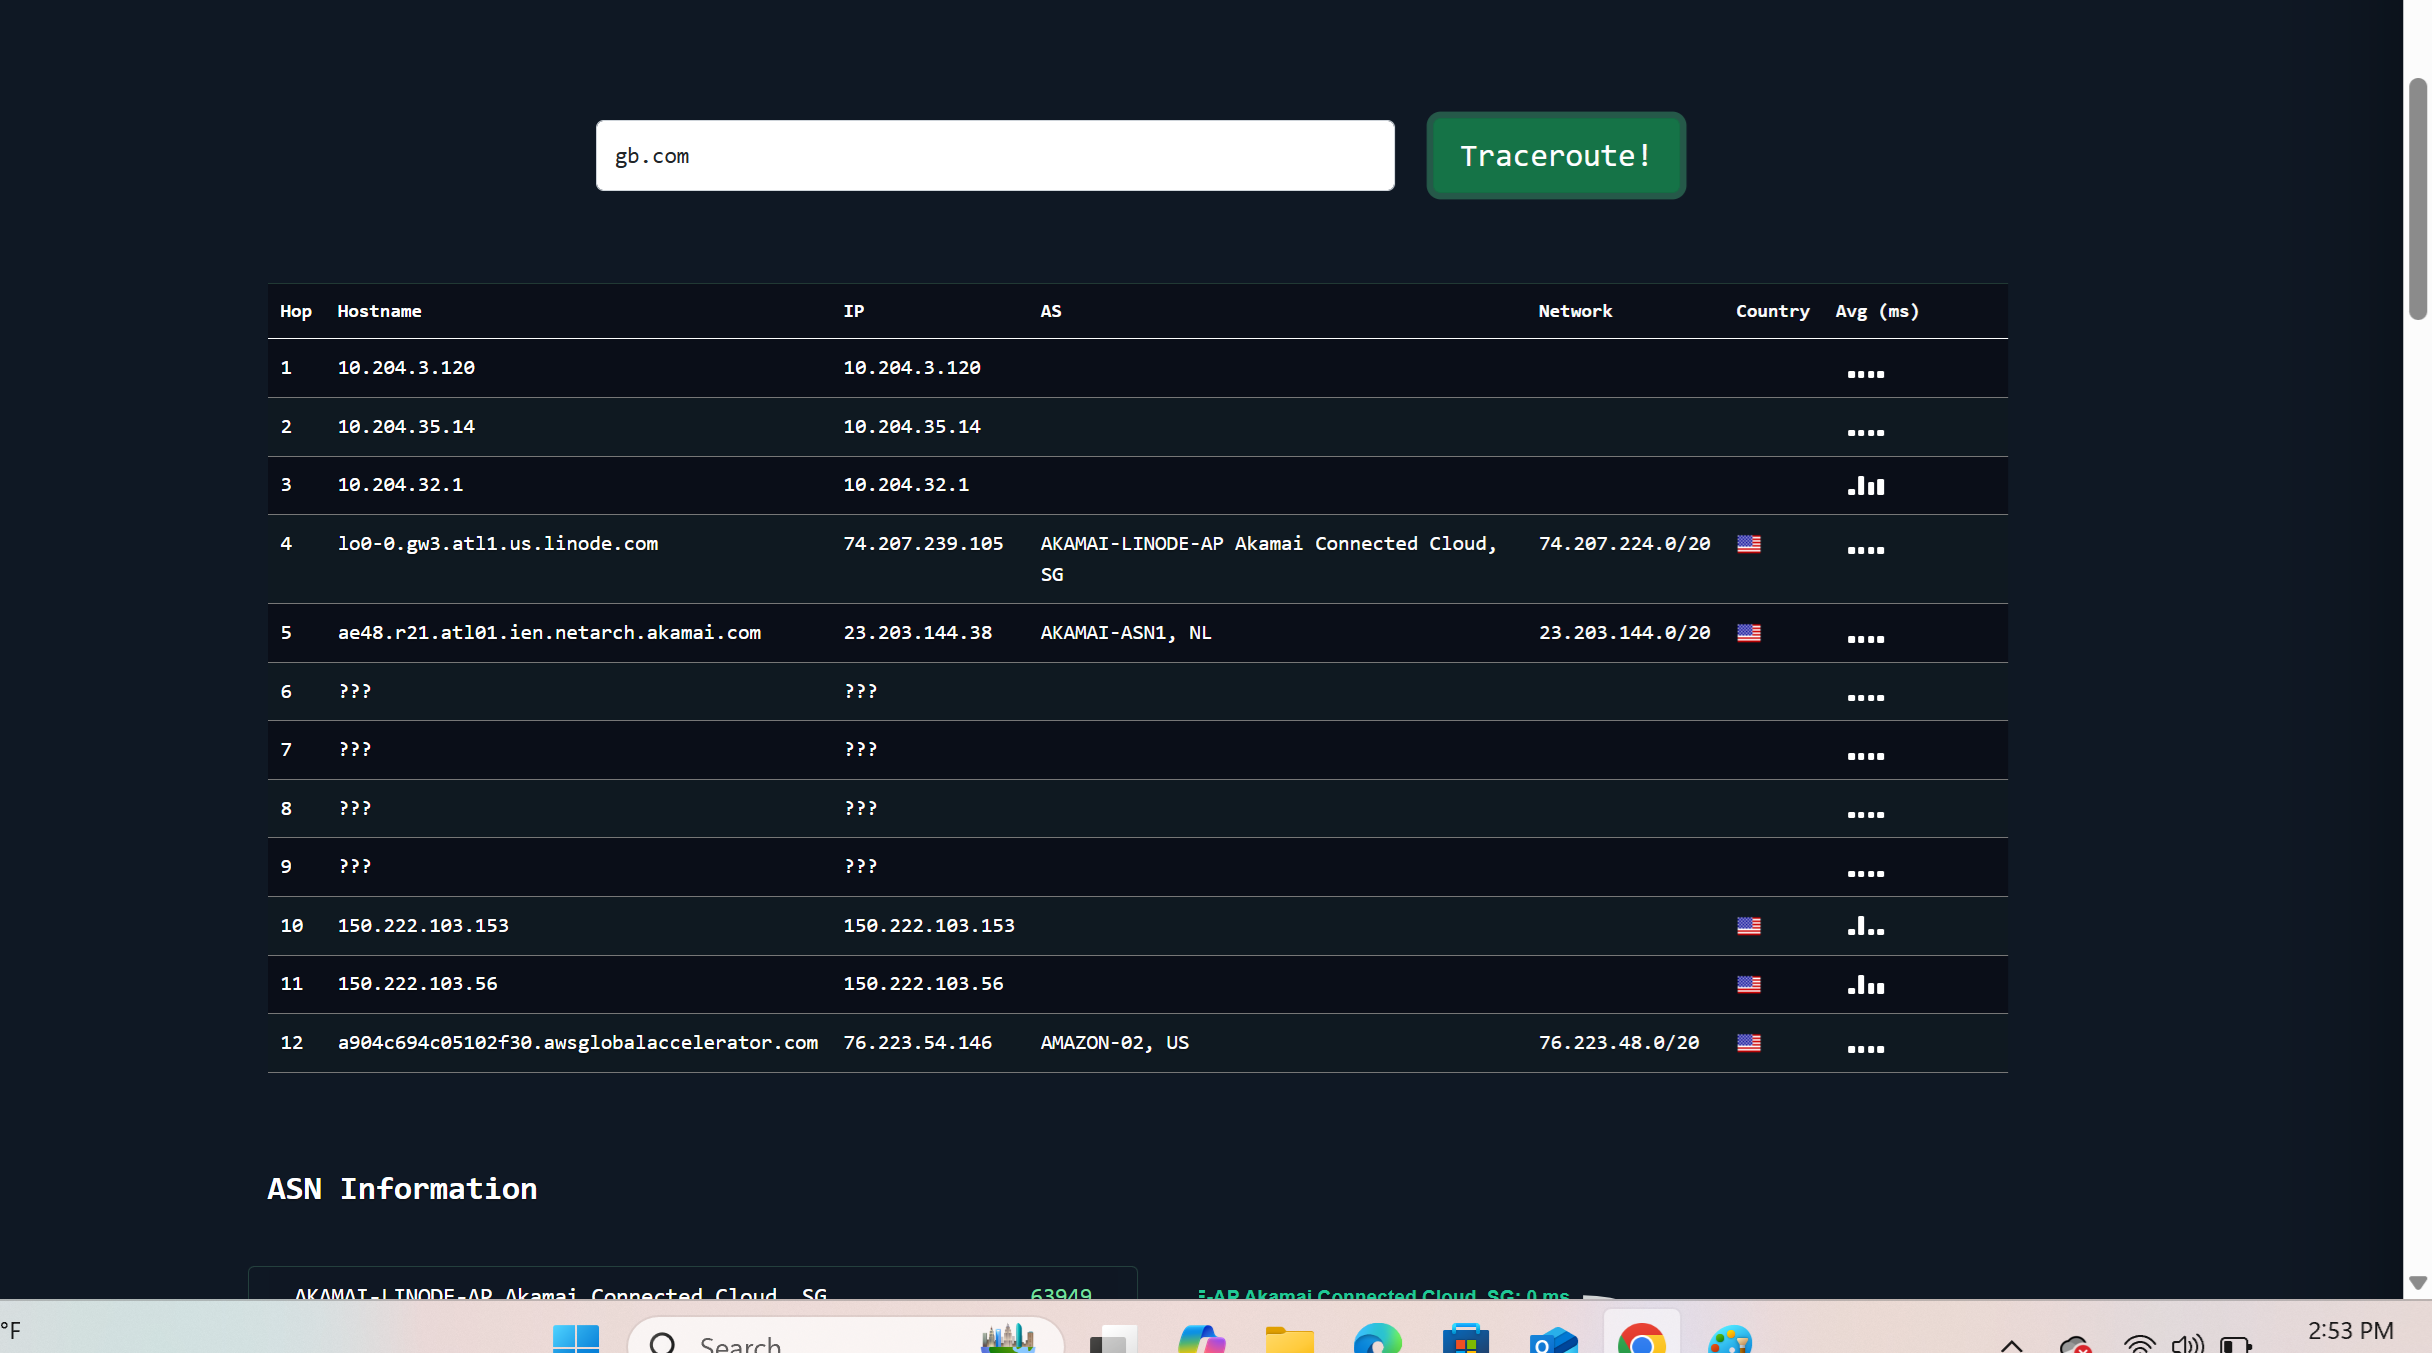 gb.com
Traceroute!
Hop Hostname IP AS Network Country Avg (ms)
1 10.204.3.120 10.204.3.120
2 10.204.35.14 10.204.35.14
3 10.204.32.1 10.204.32.1
4 lo0-0.gw3.atl1.us.linode.com 74.207.239.105 AKAMAI-LINODE-AP Akamai Connected Cloud, 74.207.224.0/20
SG
5 ae48.r21.atl01.ien.netarch.akamai.com 23.203.144.38 AKAMAI-ASN1, NL 23.203.144.0/20
6 ??? ???
7 ??? ???
8 ??? ???
9 ??? ???
10 150.222.103.153 150.222.103.153
11 150.222.103.56 150.222.103.56
12 a904c694c05102f30.awsglobalaccelerator.com 76.223.54.146 AMAZON-02, US 76.223.48.0/20
ASN Information
AKAMAI-LINODE-AP Akamai Connected Cloud, SG 63949
-AP Akamai Connected Cloud, SG: 0 ms
°F
Search
2:53 PM